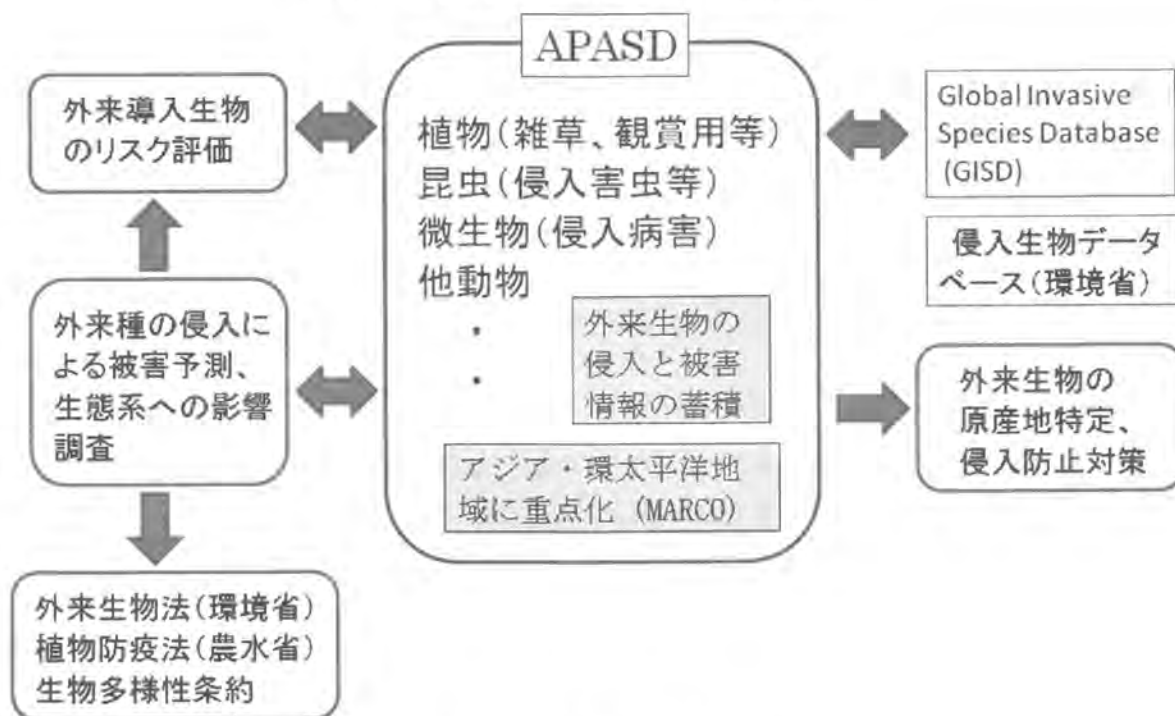 APASD
外来導入生物
のリスク評価
外来種の侵入に
よる被害予測、
生態系への影響
調査
外来生物法(環境省)
植物防疫法(農水省)
生物多様性条約
植物(雑草、観賞用等)
昆虫(侵入害虫等)
微生物(侵入病害)
他動物
・
・
外来生物の
侵入と被害
情報の蓄積
アジア・環太平洋地
域に重点化 (MARCO)
Global Invasive
Species Database
(GISD)
侵入生物データ
ベース(環境省)
外来生物の
原産地特定、
侵入防止対策